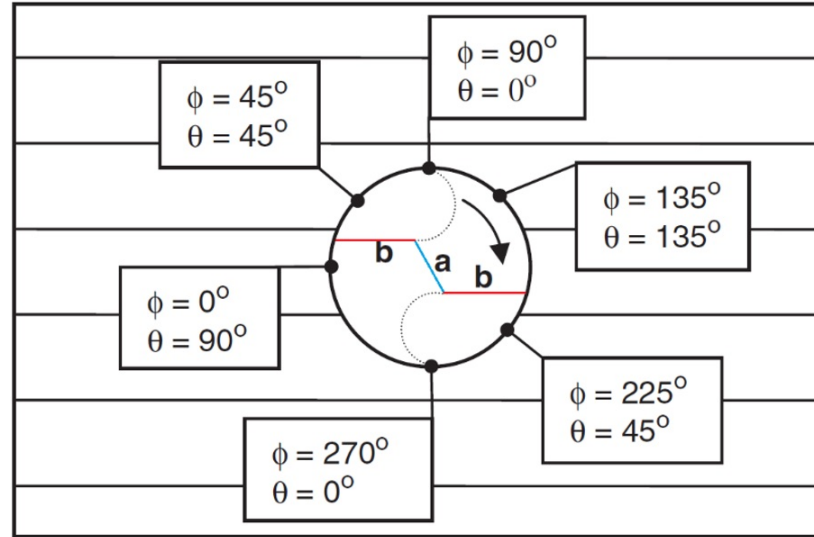 ϕ = 90°
θ = 0°
ϕ = 45°
θ = 45°
ϕ = 135°
θ = 135°
b
a
b
ϕ = 0°
θ = 90°
ϕ = 225°
θ = 45°
ϕ = 270°
θ = 0°